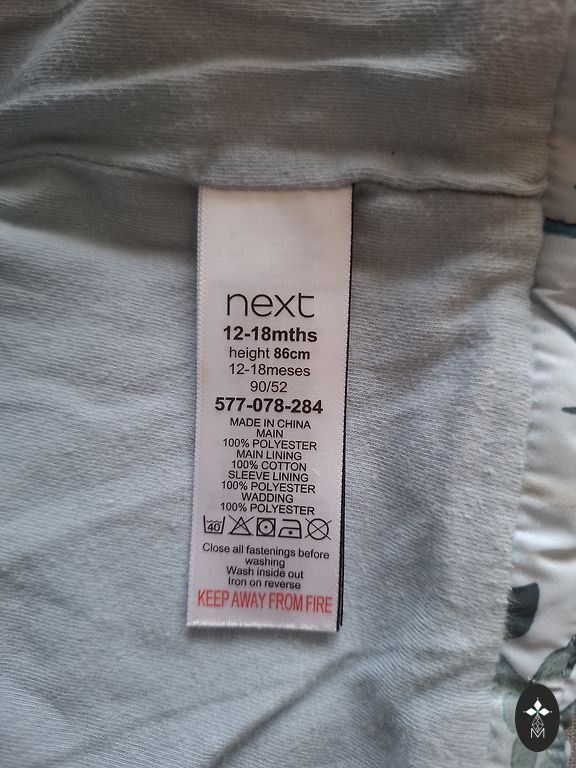 next
12-18mths
height 86cm
12-18meses
90/52
577-078-284
MADE IN CHINA
MAIN
100% POLYESTER
MAIN LINING
100% COTTON
SLEEVE LINING
100% POLYESTER
WADDING
100% POLYESTER
40
Close all fastenings before
washing
Wash inside out
Iron on reverse
KEEP AWAY FROM FIRE
M